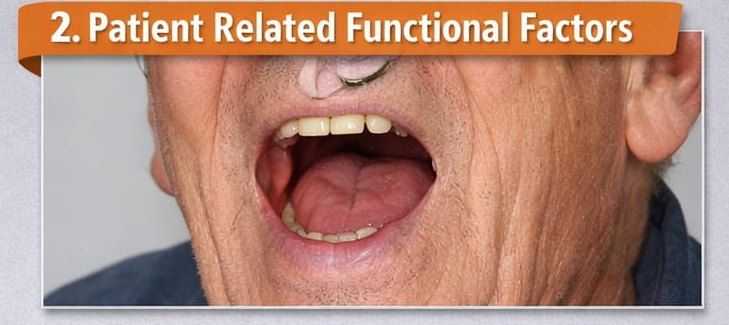 2. Patient Related Functional Factors